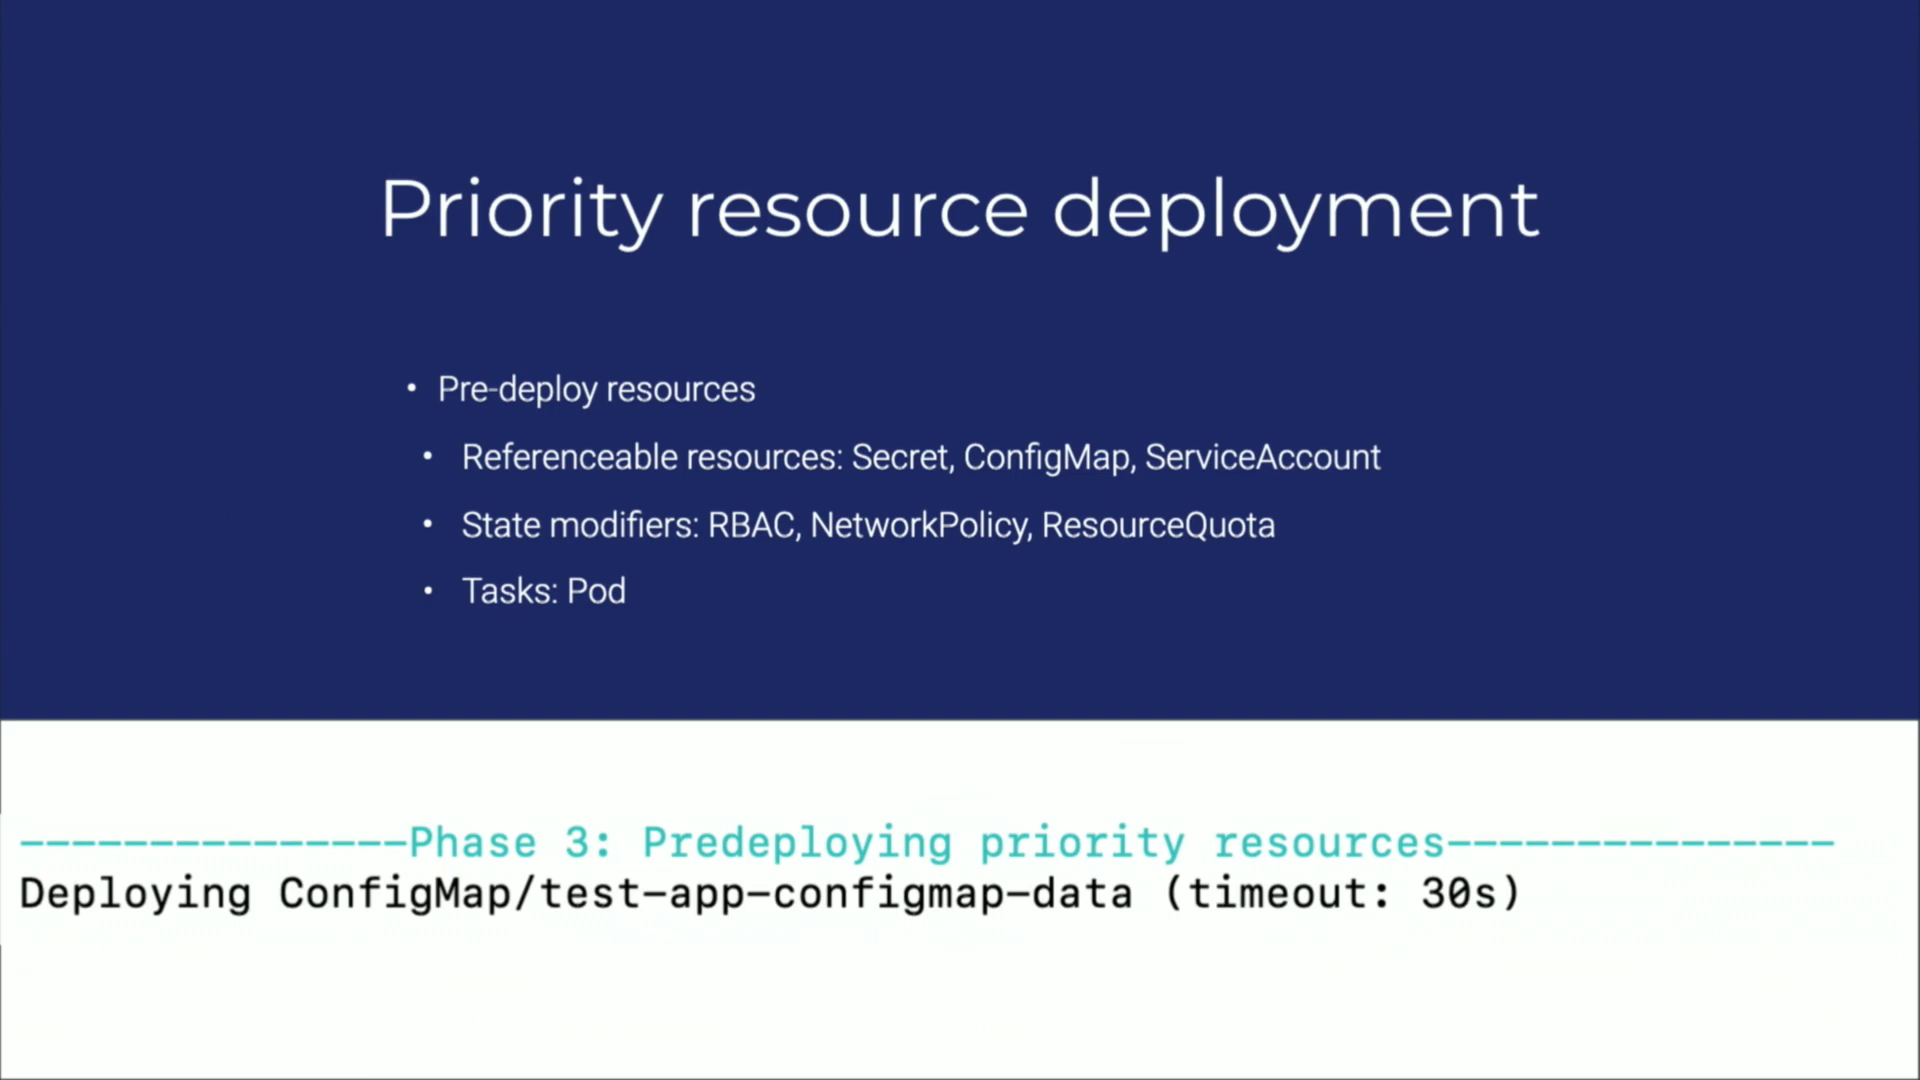 Priority resource deployment
• Pre-deploy resources
• Referenceable resources: Secret, ConfigMap, ServiceAccount
• State modifiers: RBAC, NetworkPolicy, ResourceQuota
• Tasks: Pod
---------------Phase 3: Predeploying priority resources---------------
Deploying ConfigMap/test-app-configmap-data (timeout: 30s)